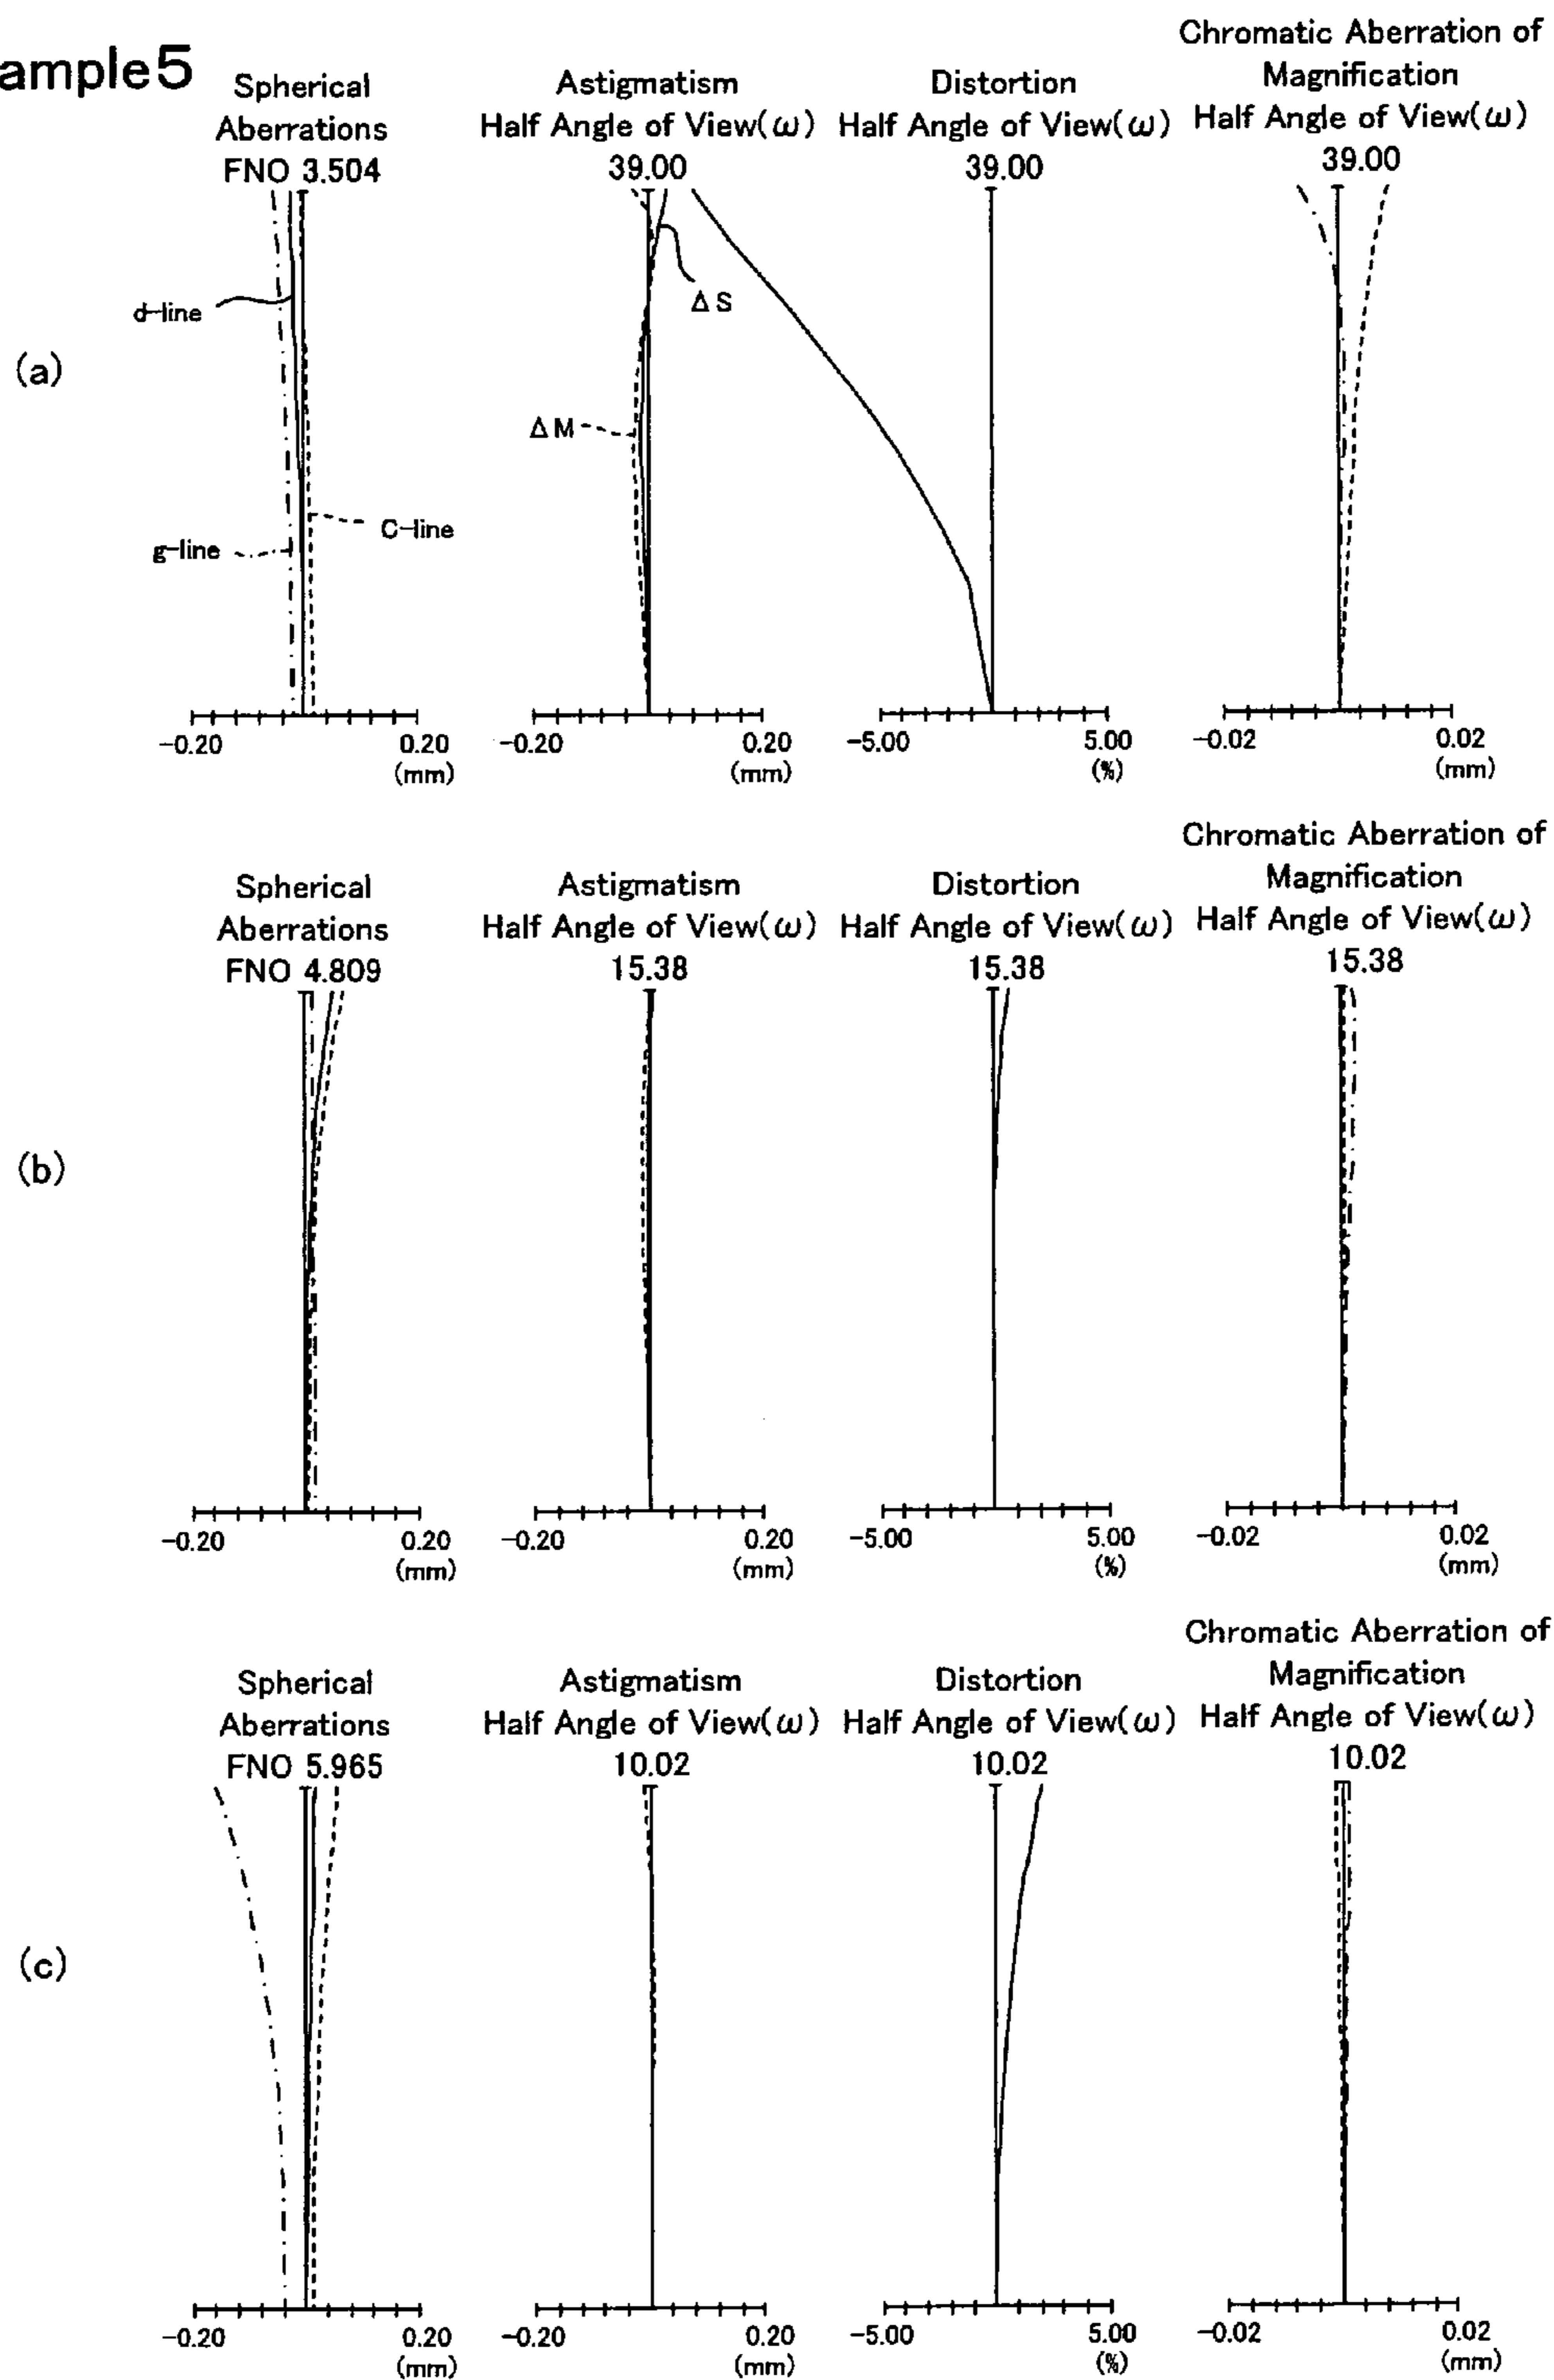 ample5
(a)
Spherical
Aberrations
FNO 3.504
d-line
g-line
C-line
-0.20 0.20
(mm)
Astigmatism
Half Angle of View(ω)
39.00
ΔS
ΔM
-0.20 0.20
(mm)
Distortion
Half Angle of View(ω)
39.00
-5.00 5.00
(%)
Chromatic Aberration of
Magnification
Half Angle of View(ω)
39.00
-0.02 0.02
(mm)
(b)
Spherical
Aberrations
FNO 4.809
-0.20 0.20
(mm)
Astigmatism
Half Angle of View(ω)
15.38
-0.20 0.20
(mm)
Distortion
Half Angle of View(ω)
15.38
-5.00 5.00
(%)
Chromatic Aberration of
Magnification
Half Angle of View(ω)
15.38
-0.02 0.02
(mm)
(c)
Spherical
Aberrations
FNO 5.965
-0.20 0.20
(mm)
Astigmatism
Half Angle of View(ω)
10.02
-0.20 0.20
(mm)
Distortion
Half Angle of View(ω)
10.02
-5.00 5.00
(%)
Chromatic Aberration of
Magnification
Half Angle of View(ω)
10.02
-0.02 0.02
(mm)